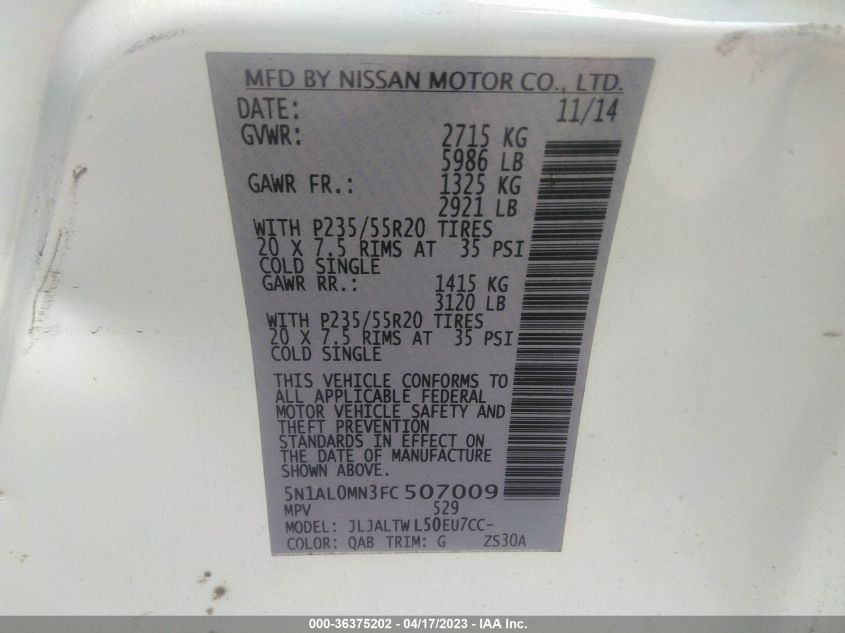 MFD BY NISSAN MOTOR CO., LTD.
DATE: 11/14
GVWR: 2715 KG
5986 LB
GAWR FR.: 1325 KG
2921 LB
WITH P235/55R20 TIRES
20 X 7.5 RIMS AT 35 PSI
COLD SINGLE
GAWR RR.: 1415 KG
3120 LB
WITH P235/55R20 TIRES
20 X 7.5 RIMS AT 35 PSI
COLD SINGLE
THIS VEHICLE CONFORMS TO
ALL APPLICABLE FEDERAL
MOTOR VEHICLE SAFETY AND
THEFT PREVENTION
STANDARDS IN EFFECT ON
THE DATE OF MANUFACTURE
SHOWN ABOVE.
5N1AL0MN3FC507009
MPV 529
MODEL: JLJALTWL50EU7CC-
COLOR: QAB TRIM: G ZS30A
000-36375202 - 04/17/2023 - IAA Inc.